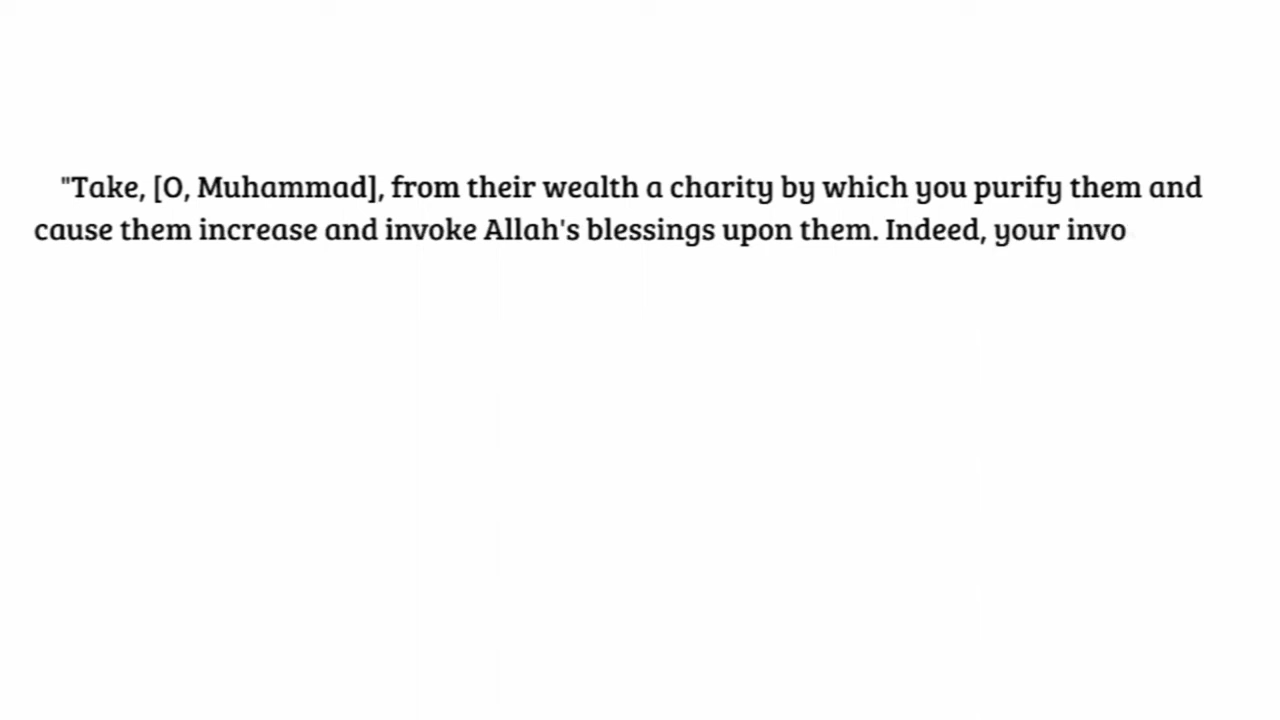 "Take, [O, Muhammad], from their wealth a charity by which you purify them and
cause them increase and invoke Allah's blessings upon them. Indeed, your invo